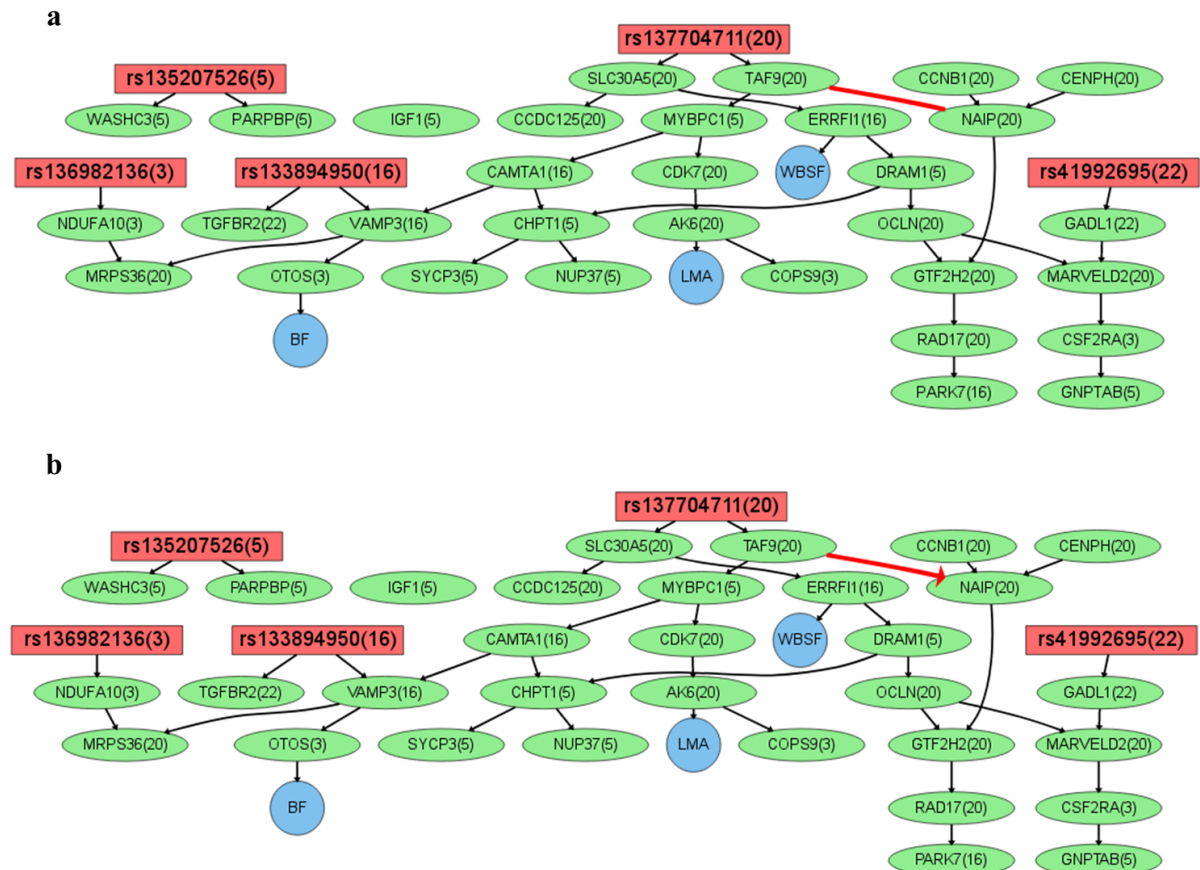 a
rs137704711(20)
rs135207526(5)
SLC30A5(20) TAF9(20) CCNB1(20) CENPH(20)
WASHC3(5) PARPBP(5) IGF1(5) CCDC125(20) MYBPC1(5) ERRFI1(16) NAIP(20)
rs136982136(3) rs133894950(16) CAMTA1(16) CDK7(20) WBSF DRAM1(5) rs41992695(22)
NDUFA10(3) TGFBR2(22) VAMP3(16) CHPT1(5) AK6(20) OCLN(20) GADL1(22)
MRPS36(20) OTOS(3) SYCP3(5) NUP37(5) LMA COPS9(3) GTF2H2(20) MARVELD2(20)
BF RAD17(20) CSF2RA(3)
PARK7(16) GNPTAB(5)
b
rs137704711(20)
rs135207526(5) SLC30A5(20) TAF9(20) CCNB1(20) CENPH(20)
WASHC3(5) PARPBP(5) IGF1(5) CCDC125(20) MYBPC1(5) ERRFI1(16) NAIP(20)
rs136982136(3) rs133894950(16) CAMTA1(16) CDK7(20) WBSF DRAM1(5) rs41992695(22)
NDUFA10(3) TGFBR2(22) VAMP3(16) CHPT1(5) AK6(20) OCLN(20) GADL1(22)
MRPS36(20) OTOS(3) SYCP3(5) NUP37(5) LMA COPS9(3) GTF2H2(20) MARVELD2(20)
BF RAD17(20) CSF2RA(3)
PARK7(16) GNPTAB(5)